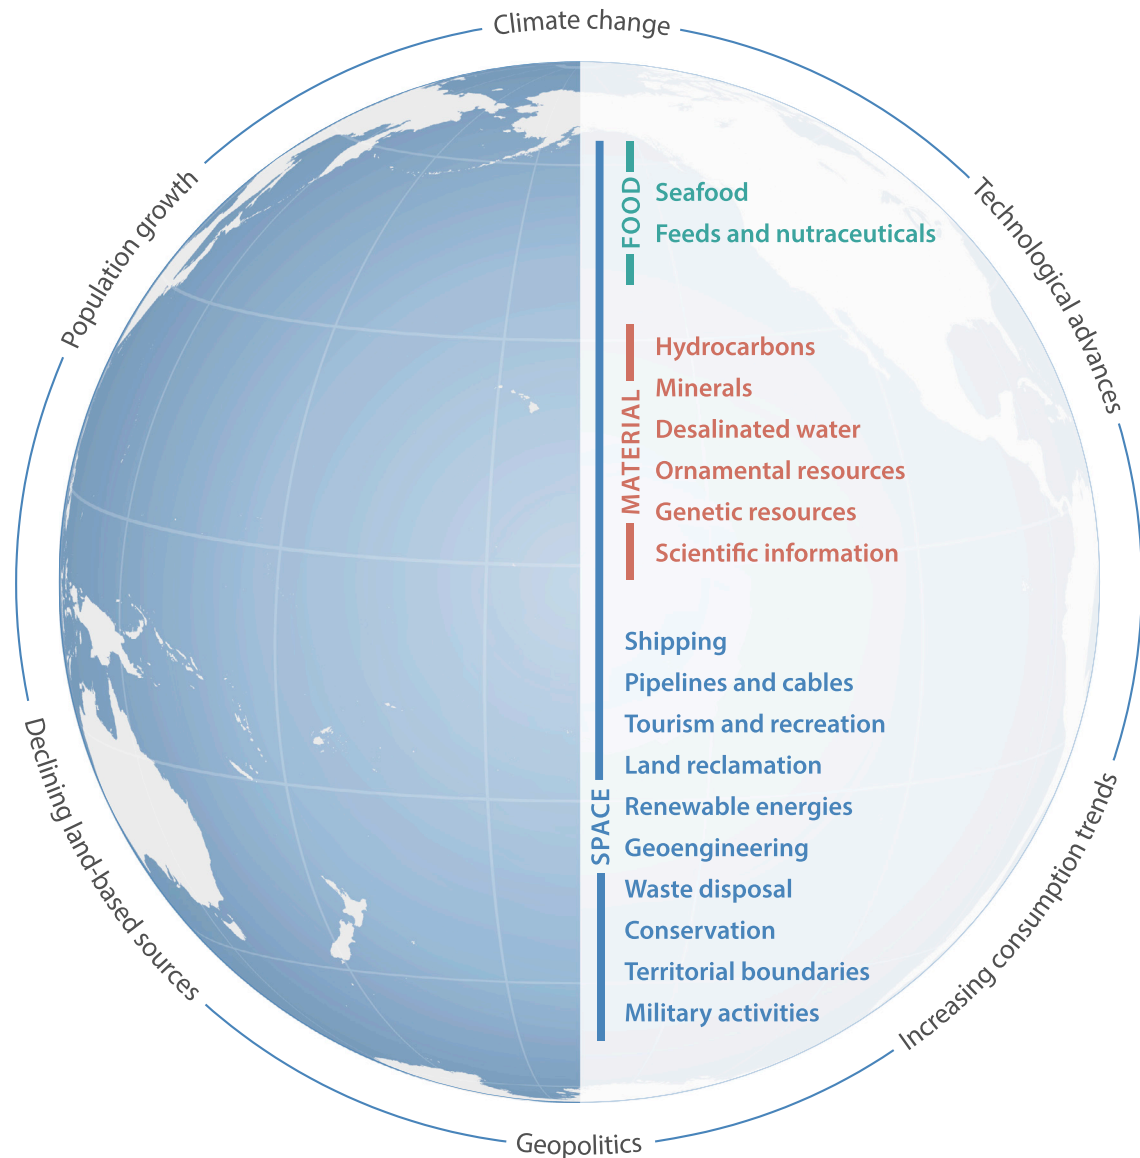 Climate change
Technological advances
Increasing consumption trends
Geopolitics
Declining land-based sources
Population growth
FOOD
Seafood
Feeds and nutraceuticals
MATERIAL
Hydrocarbons
Minerals
Desalinated water
Ornamental resources
Genetic resources
Scientific information
SPACE
Shipping
Pipelines and cables
Tourism and recreation
Land reclamation
Renewable energies
Geoengineering
Waste disposal
Conservation
Territorial boundaries
Military activities